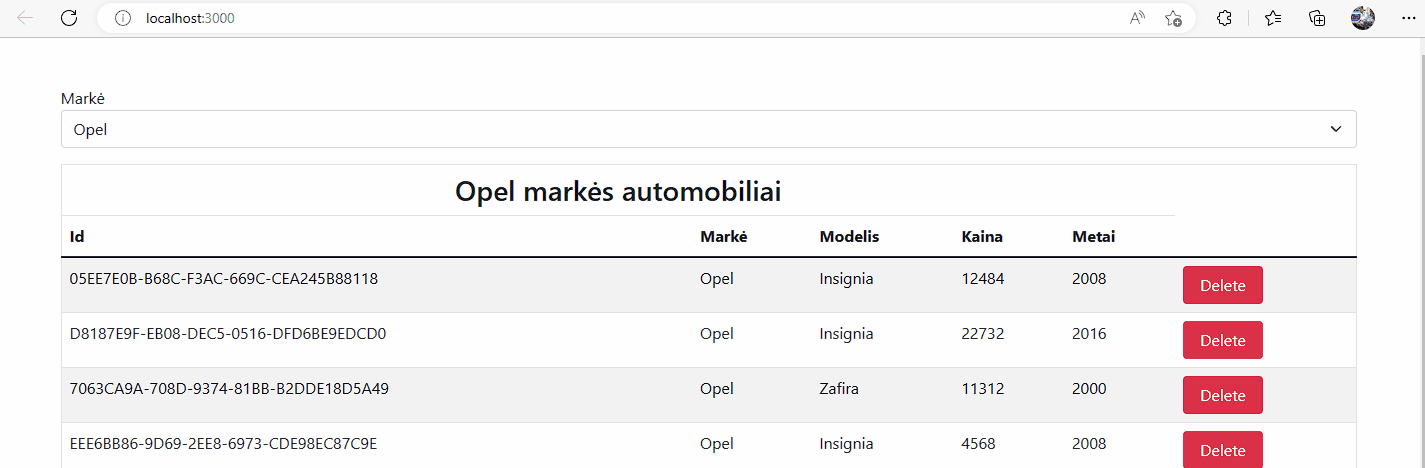 localhost:3000
Markė
Opel
Opel markės automobiliai
Id Markė Modelis Kaina Metai
05EE7E0B-B68C-F3AC-669C-CEA245B88118 Opel Insignia 12484 2008 Delete
D8187E9F-EB08-DEC5-0516-DFD6BE9EDCD0 Opel Insignia 22732 2016 Delete
7063CA9A-708D-9374-81BB-B2DDE18D5A49 Opel Zafira 11312 2000 Delete
EEE6BB86-9D69-2EE8-6973-CDE98EC87C9E Opel Insignia 4568 2008 Delete